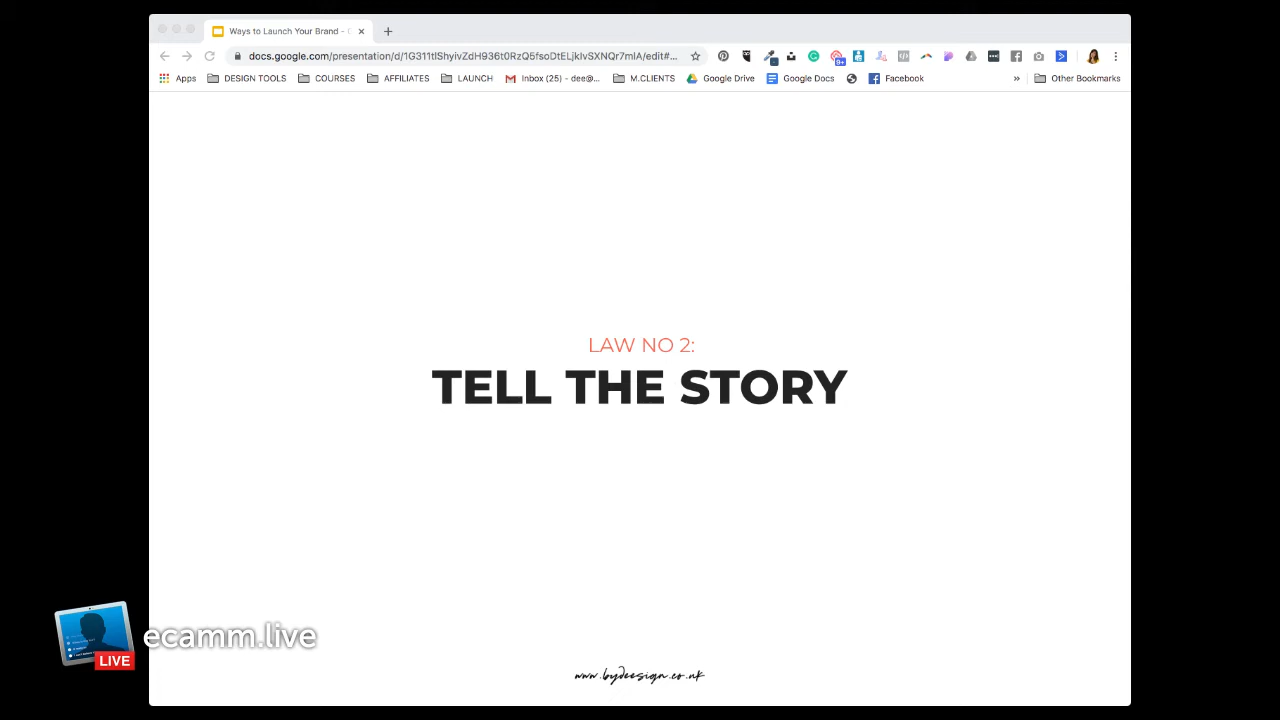 Ways to Launch Your Brand -
docs.google.com/presentation/d/1G311tlShyivZdH936t0RzQ5fsoDtELjkIvSXNQr7mIA/edit#...
Apps DESIGN TOOLS COURSES AFFILIATES LAUNCH Inbox (25) - dee@... M.CLIENTS Google Drive Google Docs Facebook » Other Bookmarks
LAW NO 2:
TELL THE STORY
ecamm.live
LIVE
www.bydeesign.co.uk